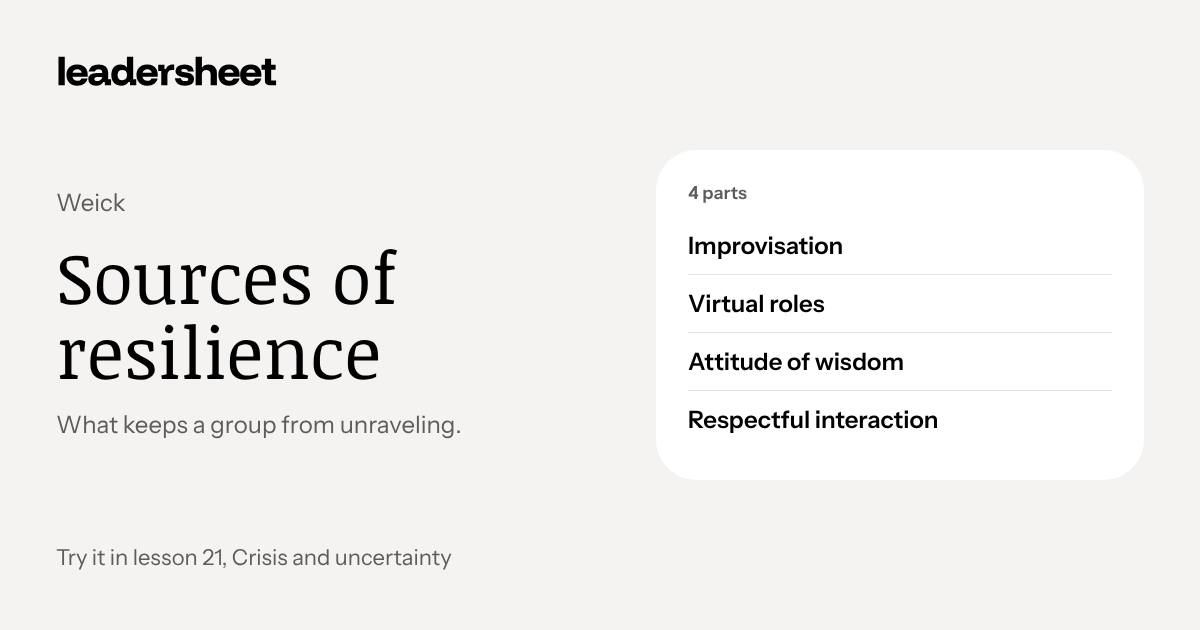 leadersheet
Weick
Sources of
resilience
What keeps a group from unraveling.
Try it in lesson 21, Crisis and uncertainty
4 parts
Improvisation
Virtual roles
Attitude of wisdom
Respectful interaction